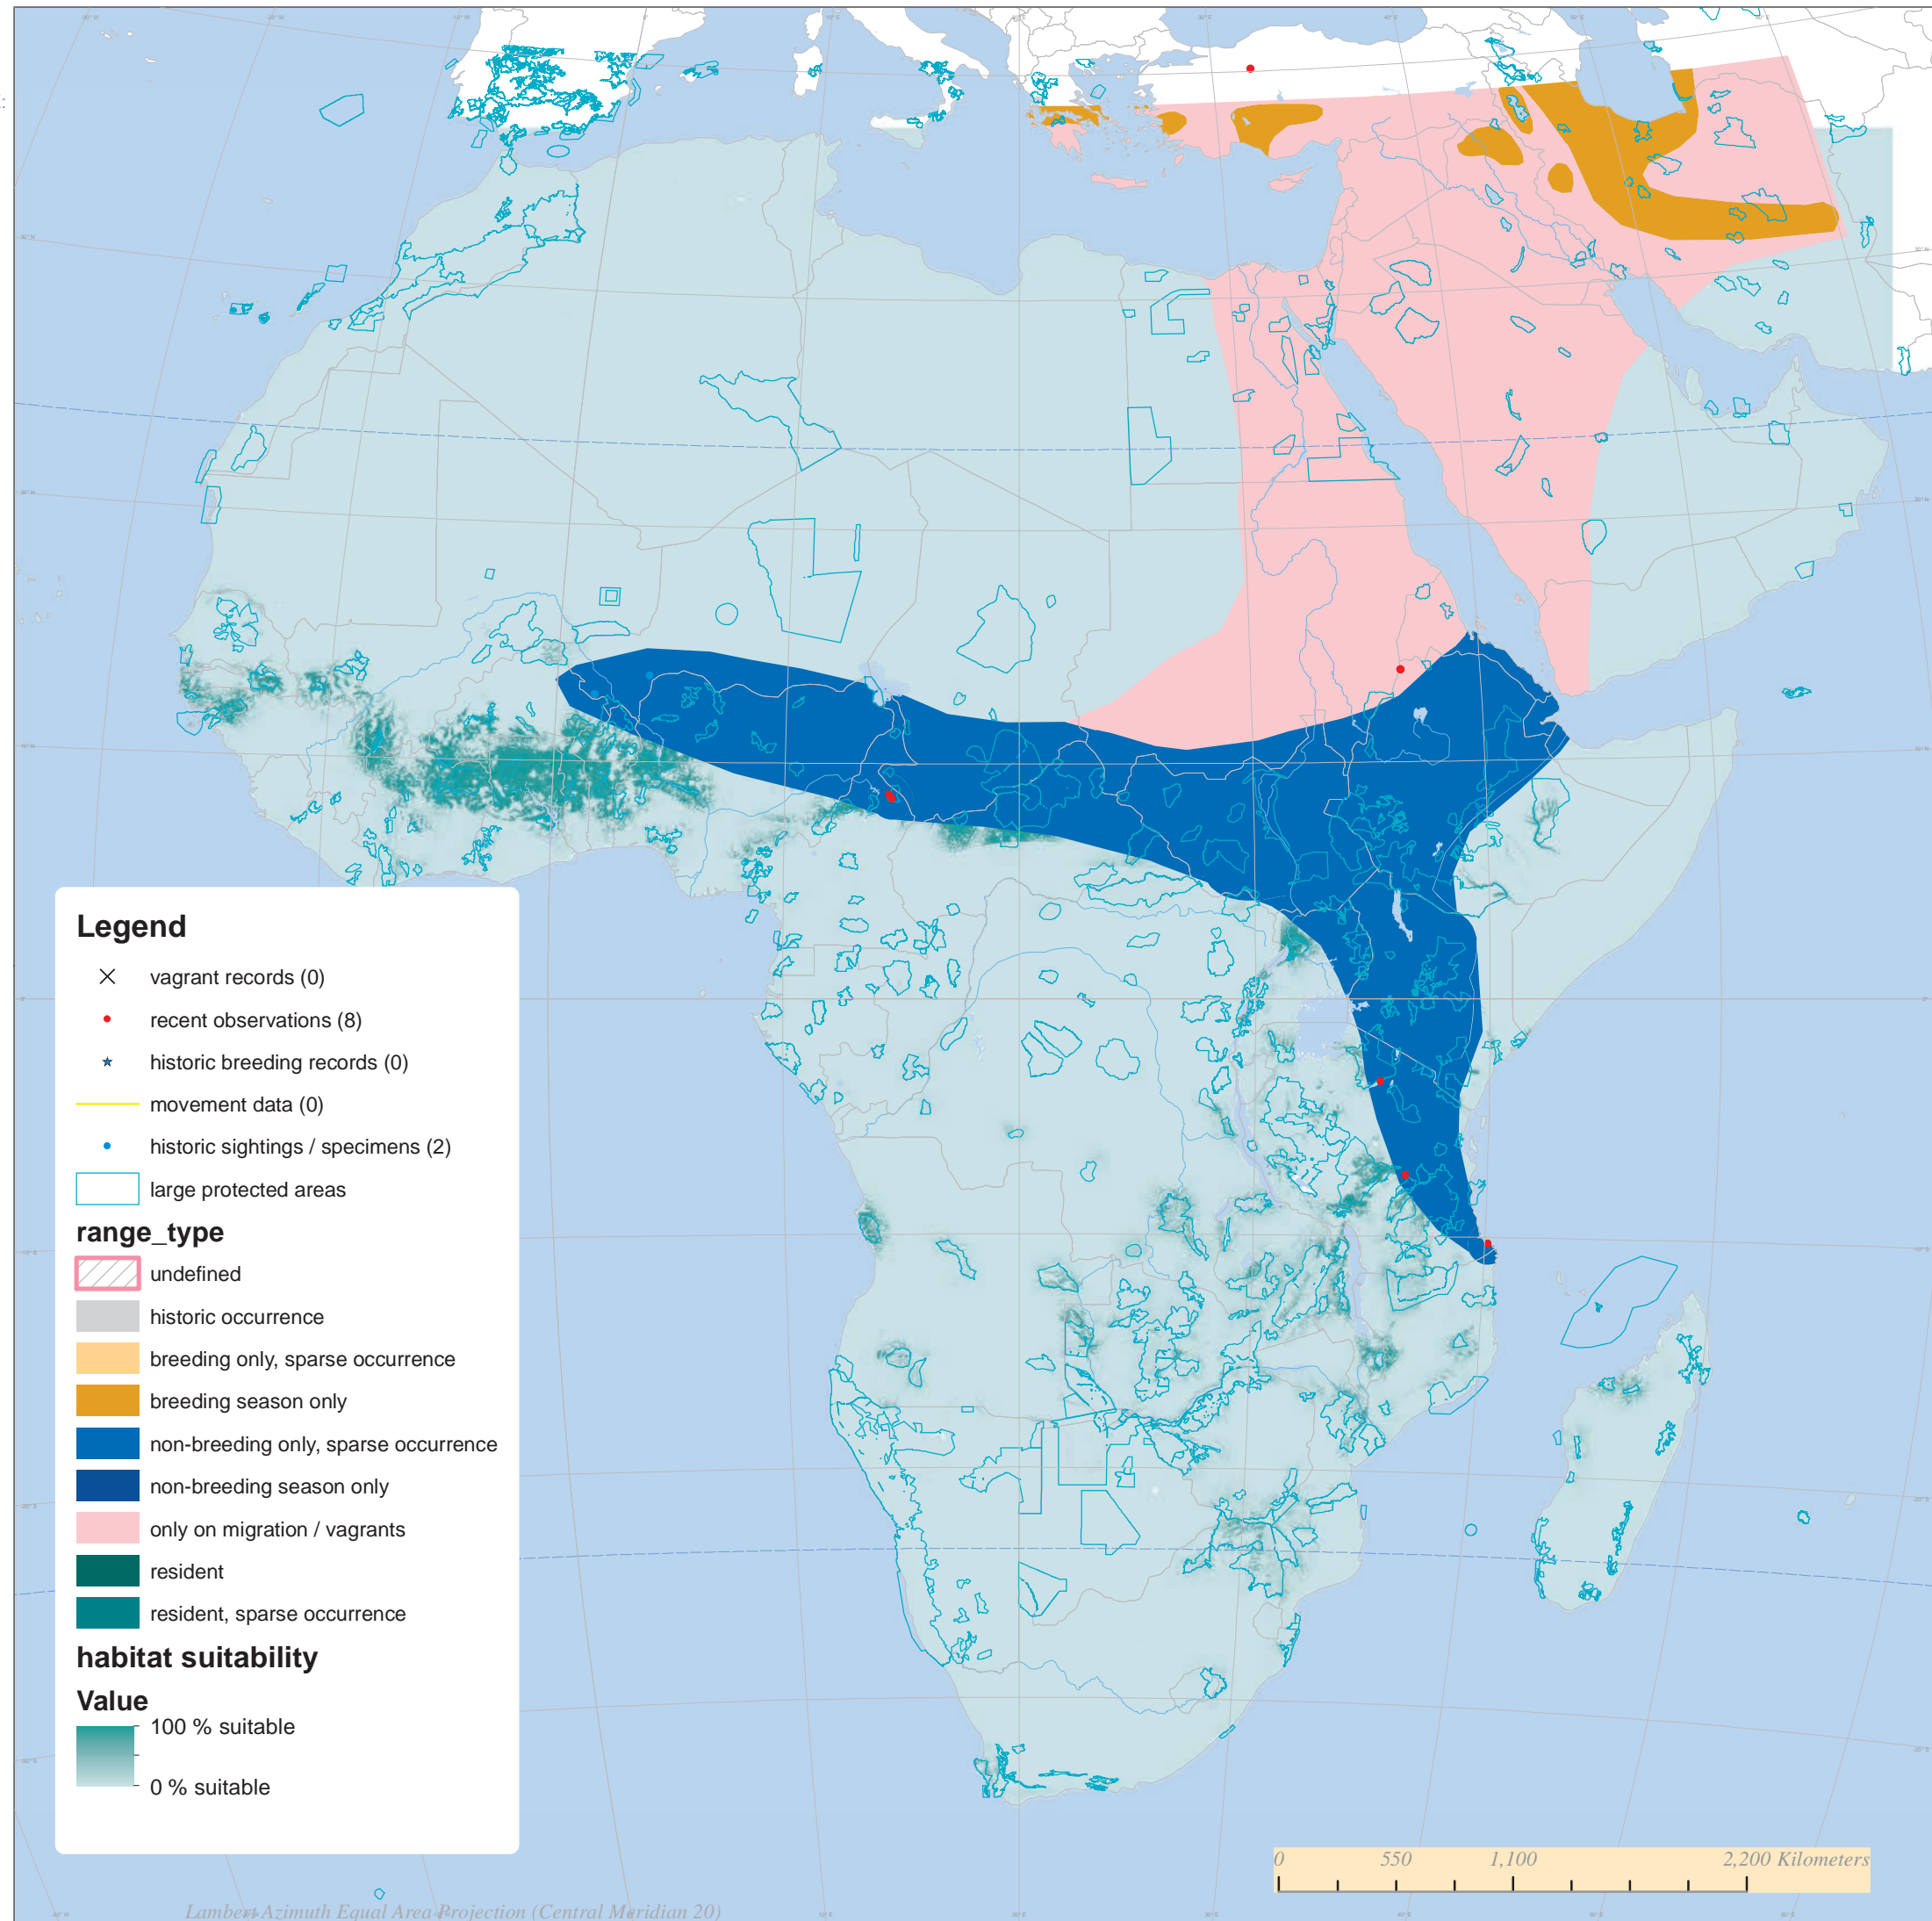 Legend
vagrant records (0)
recent observations (8)
historic breeding records (0)
movement data (0)
historic sightings / specimens (2)
large protected areas
range_type
undefined
historic occurrence
breeding only, sparse occurrence
breeding season only
non-breeding only, sparse occurrence
non-breeding season only
only on migration / vagrants
resident
resident, sparse occurrence
habitat suitability
Value
100 % suitable
0 % suitable
0 550 1,100 2,200 Kilometers
Lambert Azimuth Equal Area Projection (Central Meridian 20)